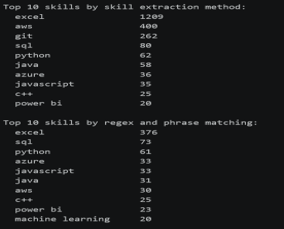 Top 10 skills by skill extraction method:
excel 1209
aws 400
git 262
sql 80
python 62
java 58
azure 36
javascript 35
c++ 25
power bi 20
Top 10 skills by regex and phrase matching:
excel 376
sql 73
python 61
azure 33
javascript 33
java 31
aws 30
c++ 25
power bi 23
machine learning 20